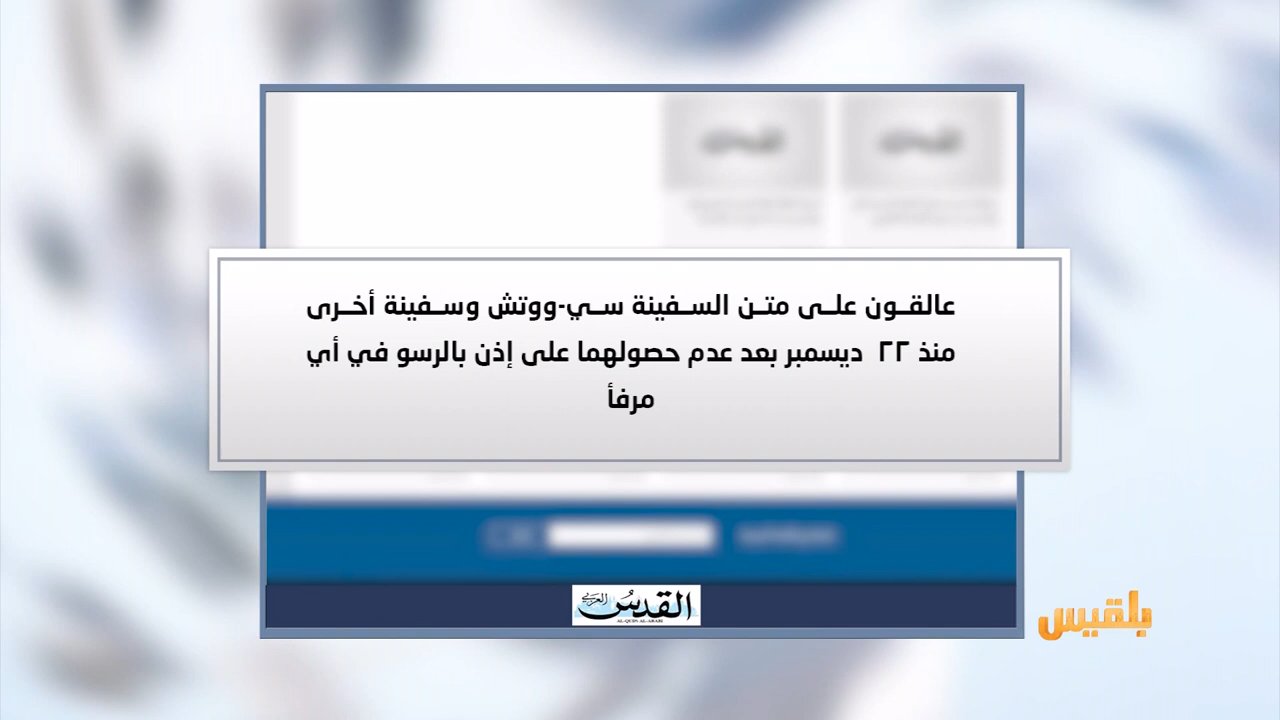 عالقون على متن السفينة سي-ووتش وسفينة أخرى
منذ ٢٢ ديسمبر بعد عدم حصولهما على إذن بالرسو في أي
مرفأ
القدس العربي
AL-QUDS AL-ARABI
بلقيس